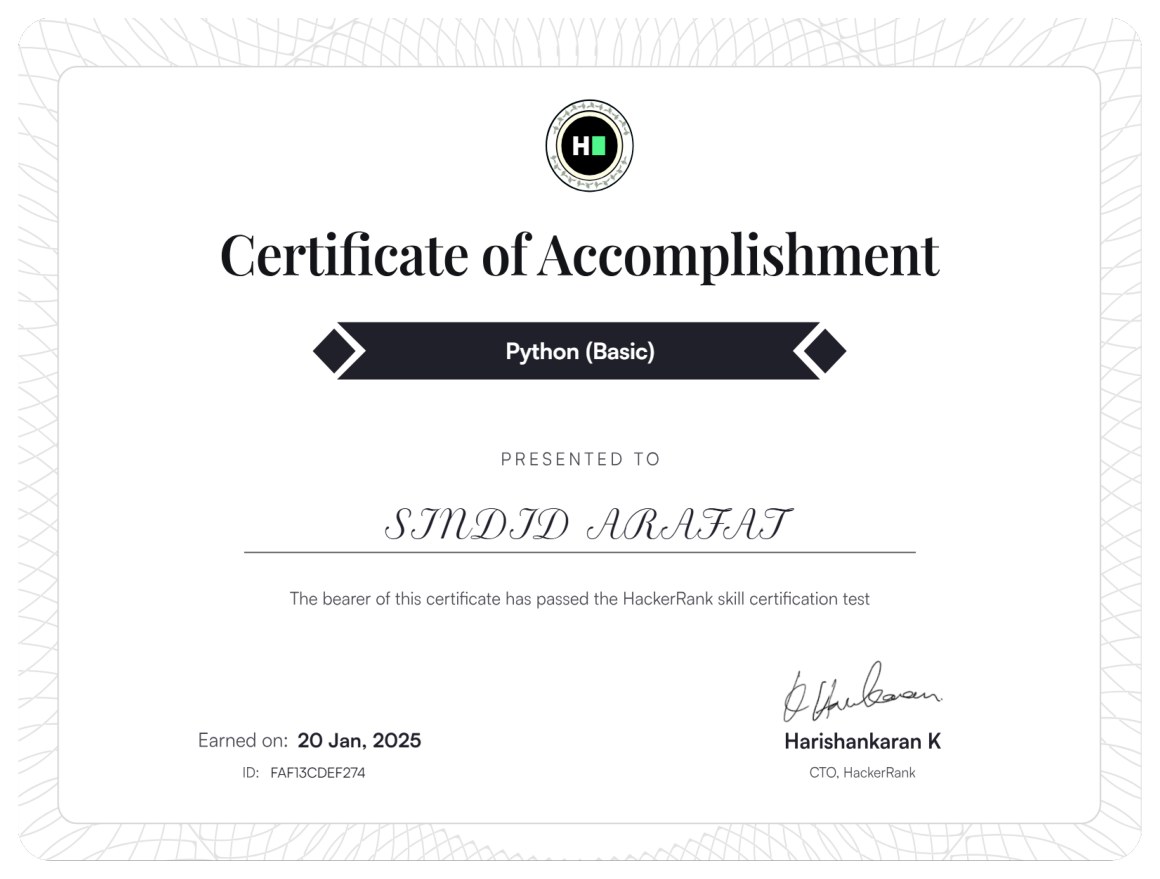 H
Certificate of Accomplishment
Python (Basic)
PRESENTED TO
SINDID ARAFAT
The bearer of this certificate has passed the HackerRank skill certification test
Earned on: 20 Jan, 2025
ID: FAF13CDEF274
Harishankaran K
CTO, HackerRank